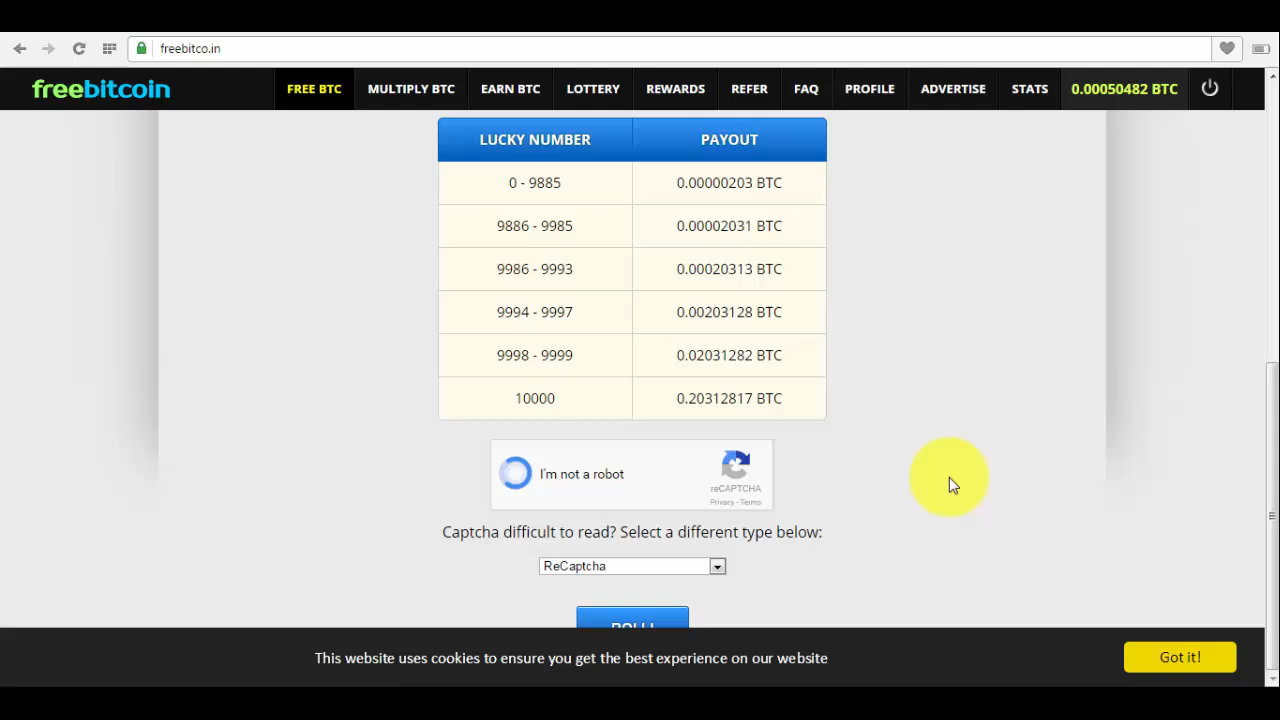 freebitco.in
freebitcoin FREE BTC MULTIPLY BTC EARN BTC LOTTERY REWARDS REFER FAQ PROFILE ADVERTISE STATS 0.00050482 BTC
LUCKY NUMBER PAYOUT
0 - 9885 0.00000203 BTC
9886 - 9985 0.00002031 BTC
9986 - 9993 0.00020313 BTC
9994 - 9997 0.00203128 BTC
9998 - 9999 0.02031282 BTC
10000 0.20312817 BTC
I'm not a robot
reCAPTCHA
Privacy - Terms
Captcha difficult to read? Select a different type below:
ReCaptcha
This website uses cookies to ensure you get the best experience on our website Got it!